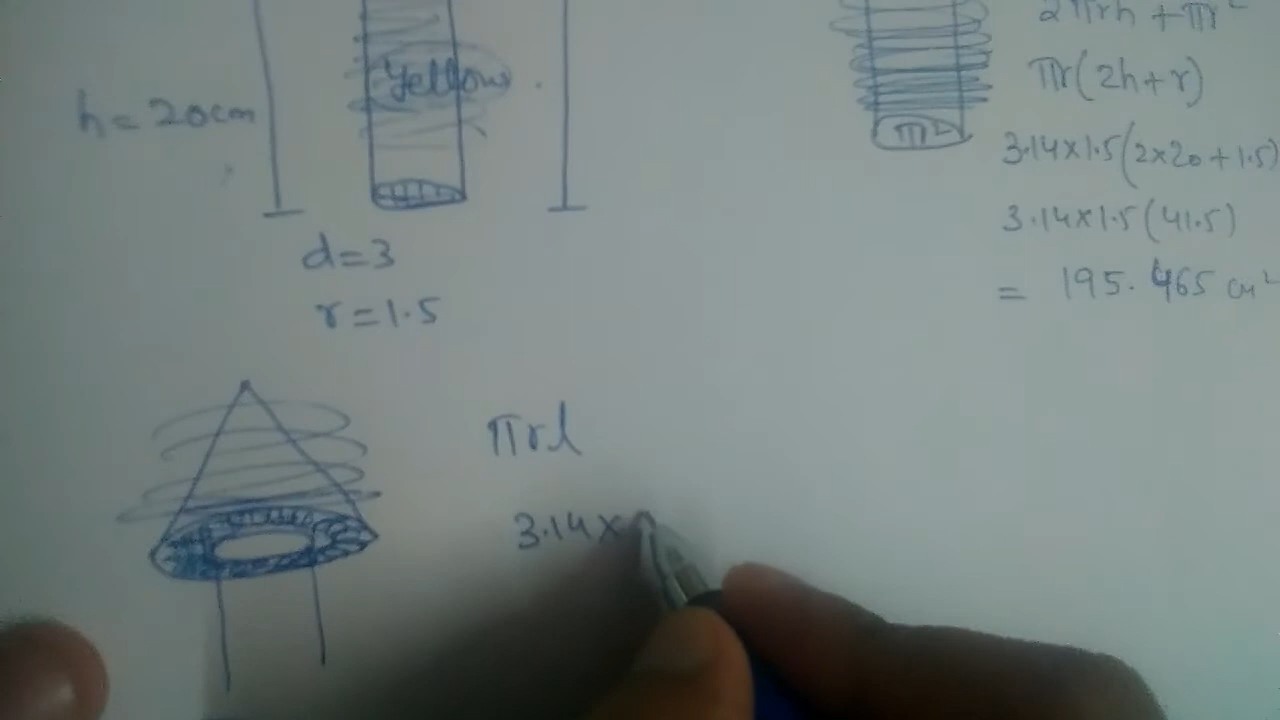 h = 20cm
Yellow
d = 3
r = 1.5
πr²
2πrh + πr²
πr(2h + r)
3.14×1.5(2×20 + 1.5)
3.14×1.5(41.5)
= 195.465 cm²
πrl
3.14×